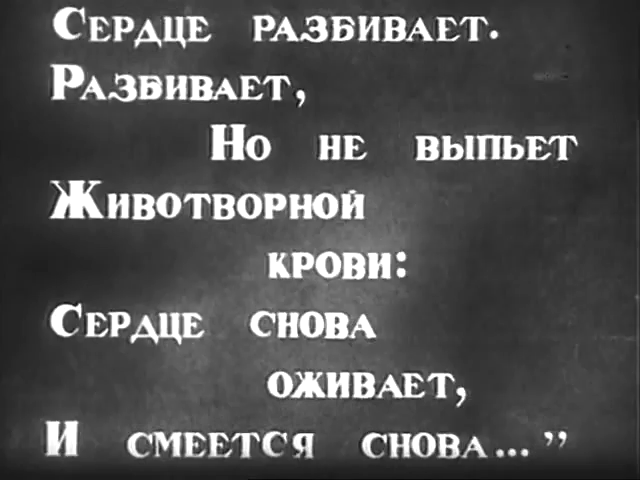 Сердце разбивает.
Разбивает,
Но не выпьет
Животворной
крови:
Сердце снова
оживает,
И смеется снова..."